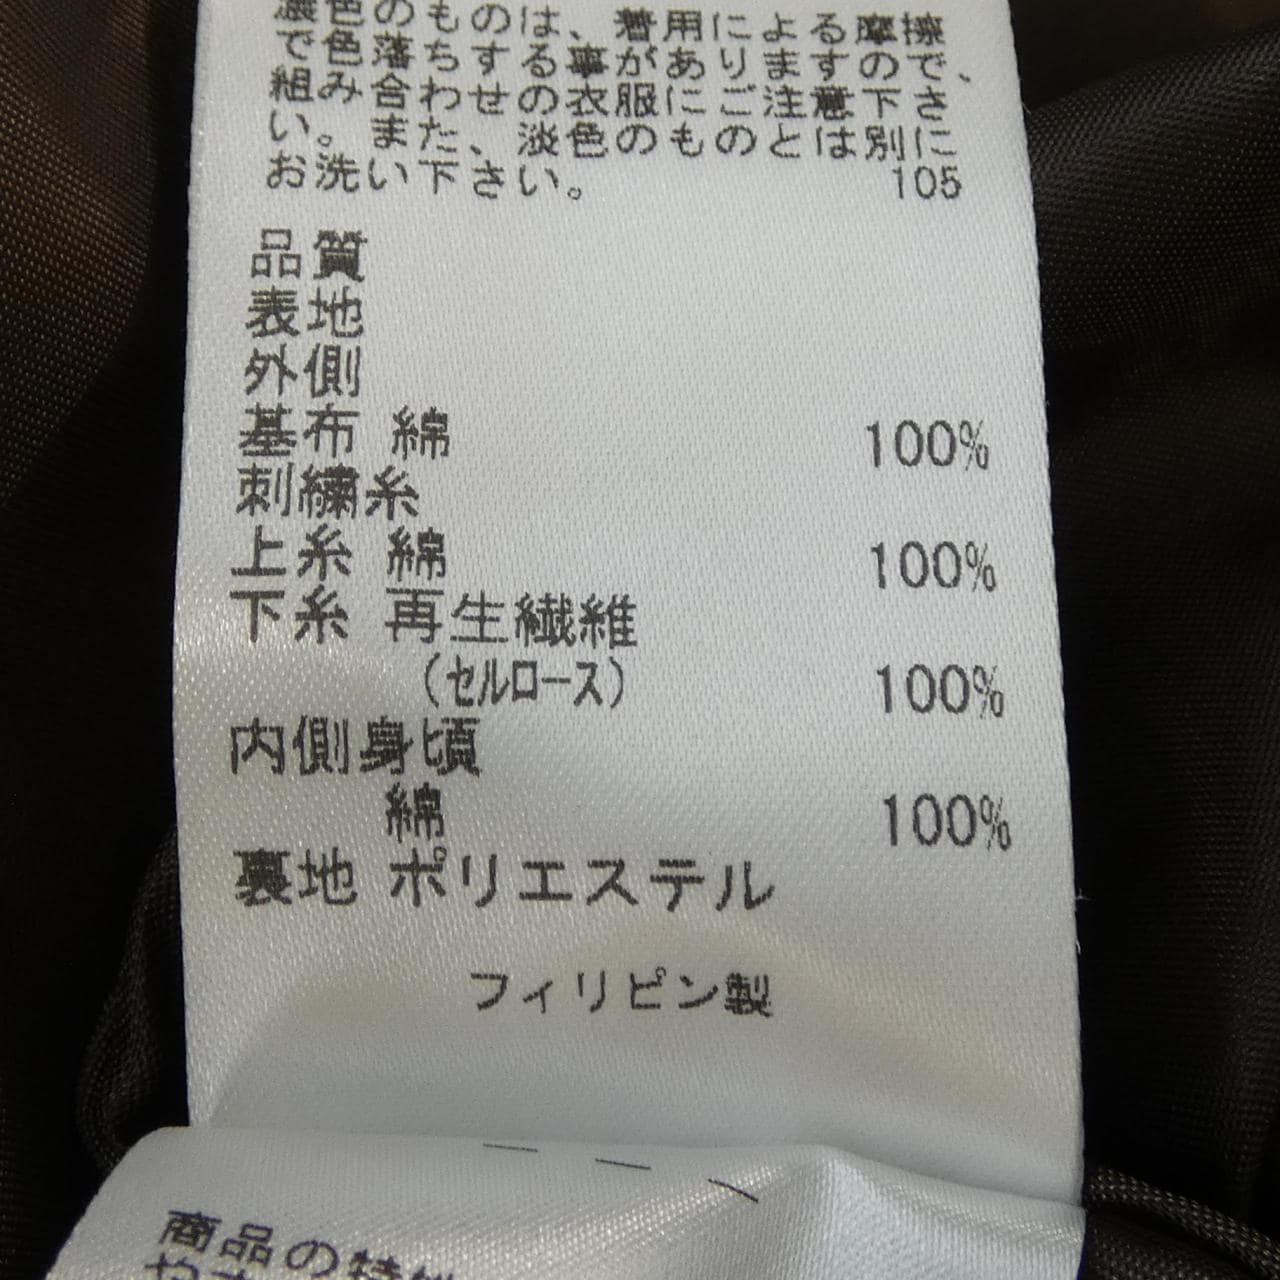 濃色のものは、着用による摩擦
で色落ちする事がありますので、
組み合わせの衣服にご注意下さ
い。また、淡色のものとは別に
お洗い下さい。 105
品質
表地
外側
基布 綿 100%
刺繍糸
上糸 綿 100%
下糸 再生繊維
(セルロース) 100%
内側身頃
綿 100%
裏地 ポリエステル
フィリピン製
商品の特性